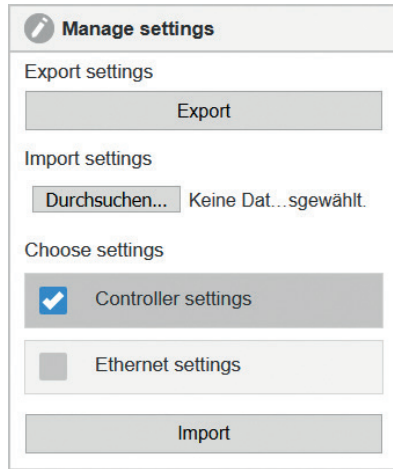 Manage settings
Export settings
Export
Import settings
Durchsuchen... Keine Dat...sgewählt.
Choose settings
Controller settings
Ethernet settings
Import